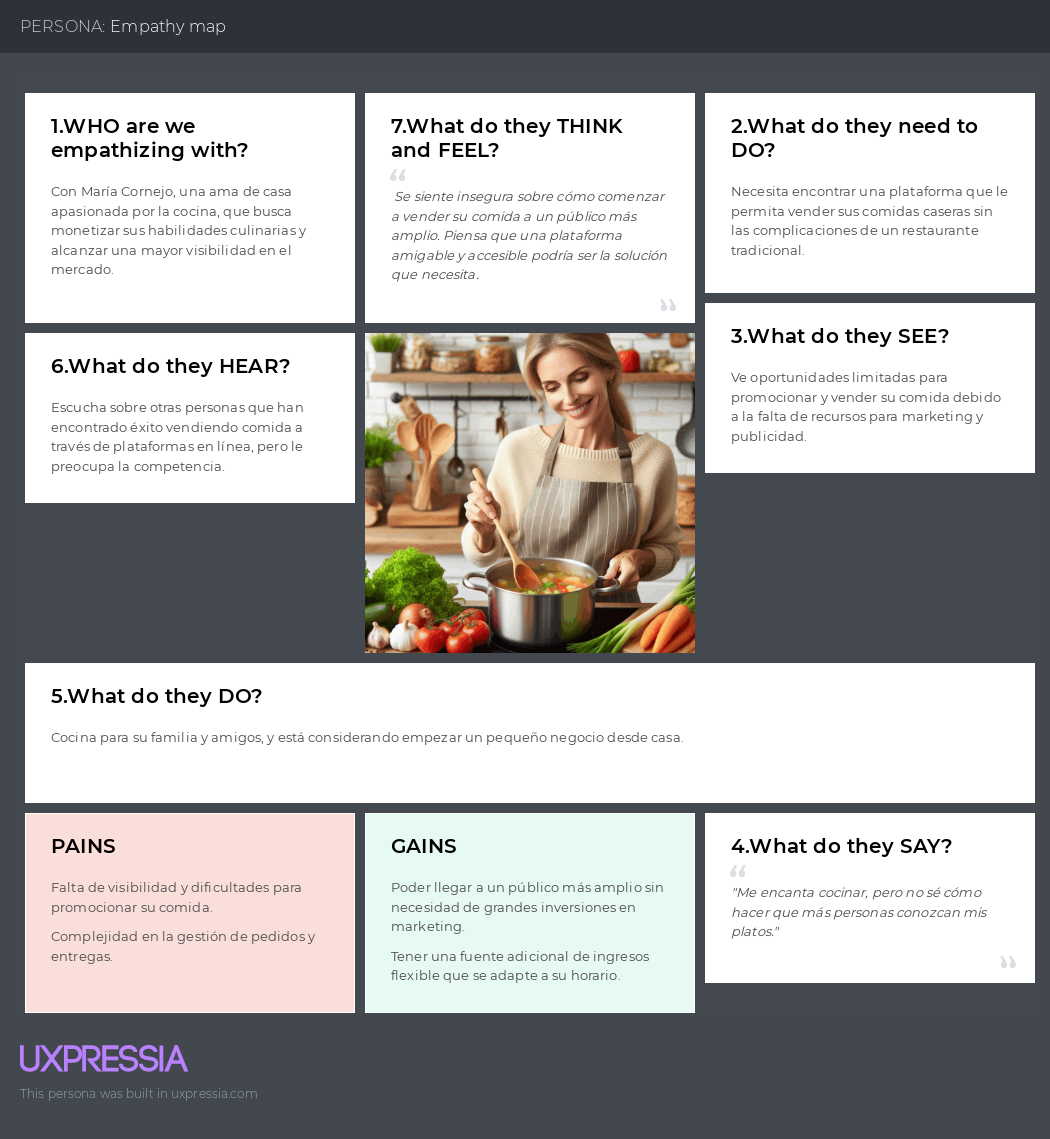 PERSONA: Empathy map
1.WHO are we
empathizing with?
Con María Cornejo, una ama de casa
apasionada por la cocina, que busca
monetizar sus habilidades culinarias y
alcanzar una mayor visibilidad en el
mercado.
7.What do they THINK
and FEEL?
“
Se siente insegura sobre cómo comenzar
a vender su comida a un público más
amplio. Piensa que una plataforma
amigable y accesible podría ser la solución
que necesita.
”
2.What do they need to
DO?
Necesita encontrar una plataforma que le
permita vender sus comidas caseras sin
las complicaciones de un restaurante
tradicional.
6.What do they HEAR?
Escucha sobre otras personas que han
encontrado éxito vendiendo comida a
través de plataformas en línea, pero le
preocupa la competencia.
3.What do they SEE?
Ve oportunidades limitadas para
promocionar y vender su comida debido
a la falta de recursos para marketing y
publicidad.
5.What do they DO?
Cocina para su familia y amigos, y está considerando empezar un pequeño negocio desde casa.
PAINS
Falta de visibilidad y dificultades para
promocionar su comida.
Complejidad en la gestión de pedidos y
entregas.
GAINS
Poder llegar a un público más amplio sin
necesidad de grandes inversiones en
marketing.
Tener una fuente adicional de ingresos
flexible que se adapte a su horario.
4.What do they SAY?
“
"Me encanta cocinar, pero no sé cómo
hacer que más personas conozcan mis
platos."
”
UXPRESSIA
This persona was built in uxpressia.com